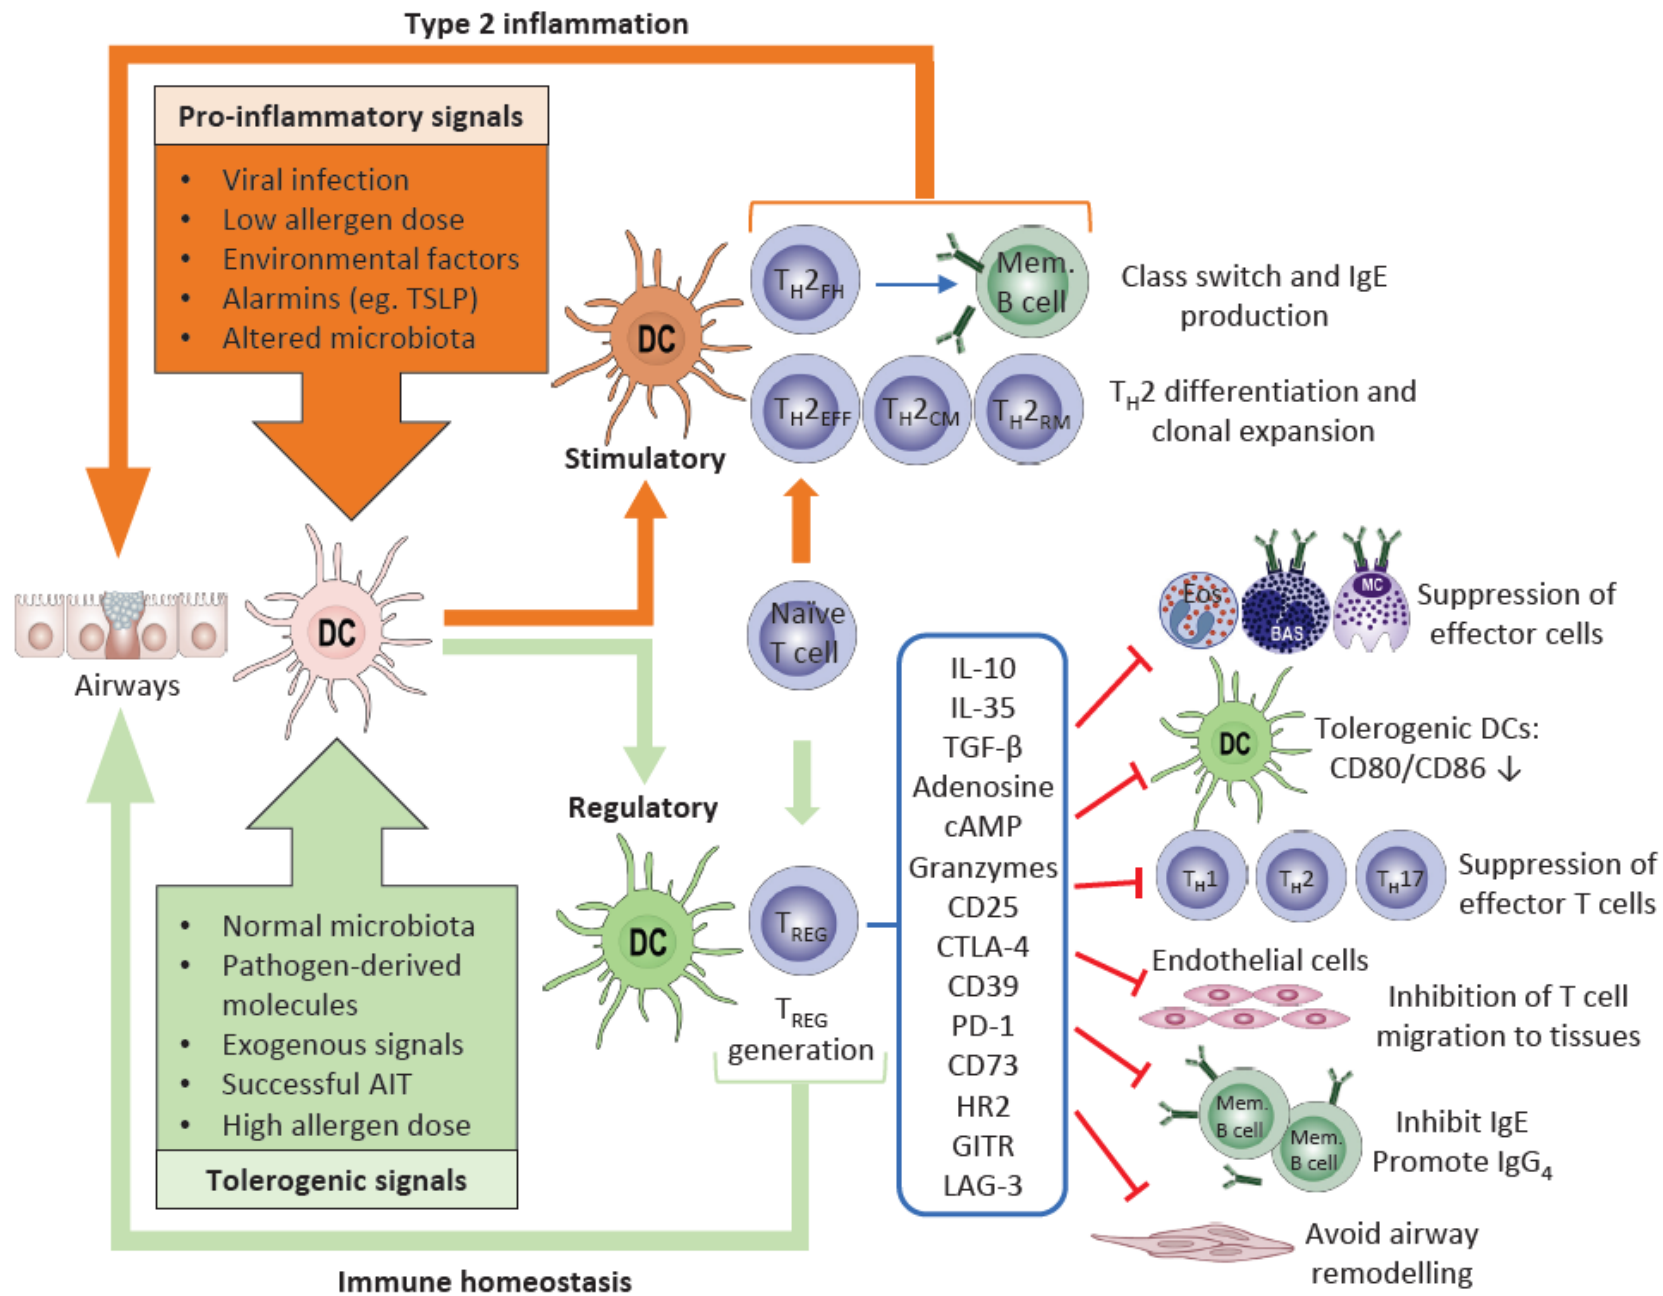 Type 2 inflammation
Pro-inflammatory signals
• Viral infection
• Low allergen dose
• Environmental factors
• Alarmins (eg. TSLP)
• Altered microbiota
DC
Stimulatory
TH2FH
Mem.
B cell
Class switch and IgE
production
TH2EFF
TH2CM
TH2RM
TH2 differentiation and
clonal expansion
Airways
DC
Naïve
T cell
Regulatory
DC
TREG
TREG
generation
• Normal microbiota
• Pathogen-derived
molecules
• Exogenous signals
• Successful AIT
• High allergen dose
Tolerogenic signals
Immune homeostasis
IL-10
IL-35
TGF-β
Adenosine
cAMP
Granzymes
CD25
CTLA-4
CD39
PD-1
CD73
HR2
GITR
LAG-3
Eos
BAS
MC
Suppression of
effector cells
DC
Tolerogenic DCs:
CD80/CD86 ↓
TH1
TH2
TH17
Suppression of
effector T cells
Endothelial cells
Inhibition of T cell
migration to tissues
Mem.
B cell
Mem.
B cell
Inhibit IgE
Promote IgG4
Avoid airway
remodelling